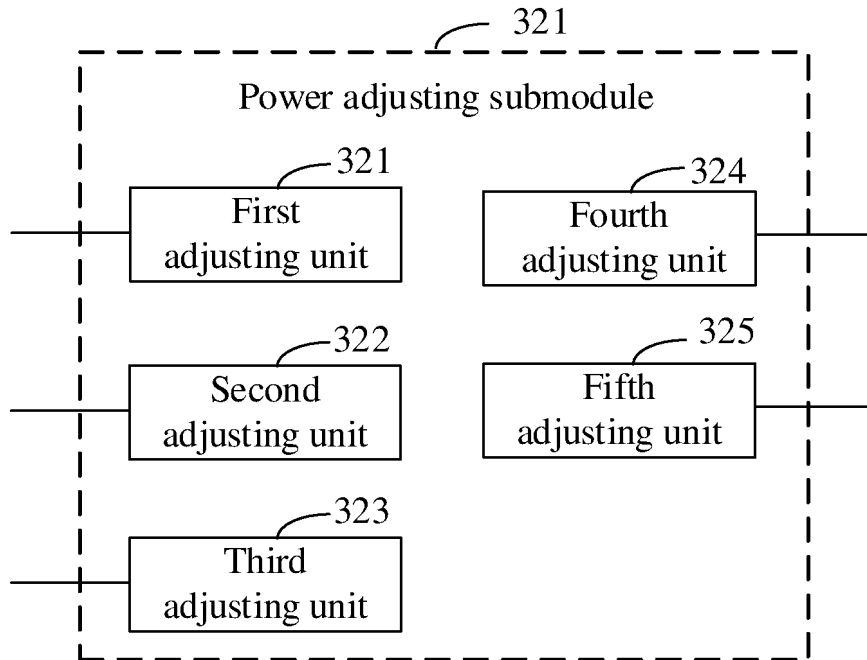 321
Power adjusting submodule
321
First
adjusting unit
322
Second
adjusting unit
323
Third
adjusting unit
324
Fourth
adjusting unit
325
Fifth
adjusting unit